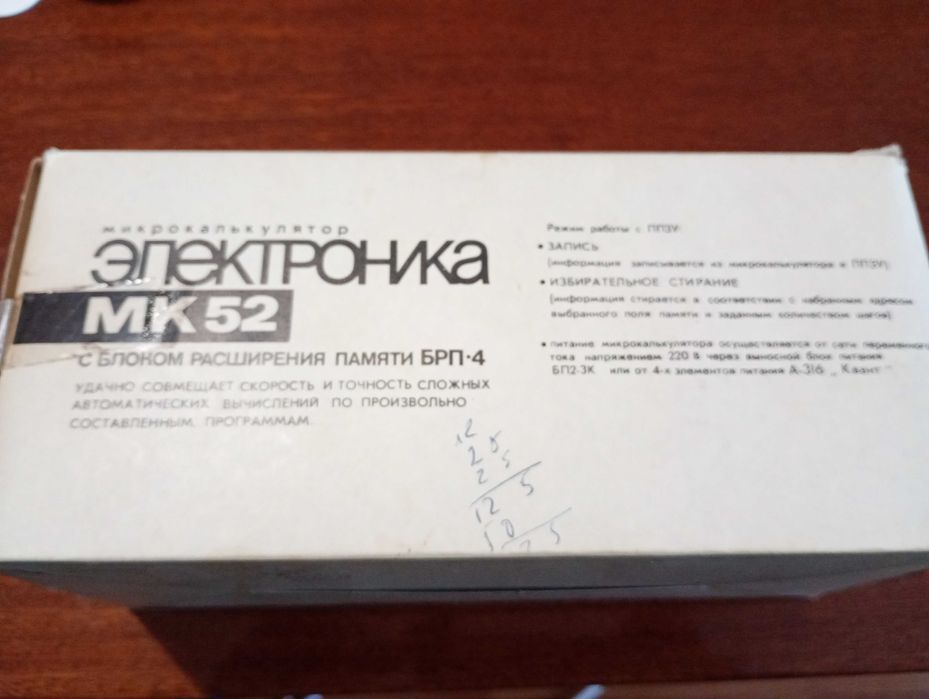 микрокалькулятор
электроника
МК 52
С БЛОКОМ РАСШИРЕНИЯ ПАМЯТИ БРП·4
УДАЧНО СОВМЕЩАЕТ СКОРОСТЬ И ТОЧНОСТЬ СЛОЖНЫХ
АВТОМАТИЧЕСКИХ ВЫЧИСЛЕНИЙ ПО ПРОИЗВОЛЬНО
СОСТАВЛЕННЫМ ПРОГРАММАМ.
Режим работы с ППЗУ:
• ЗАПИСЬ
(информация записывается из микрокалькулятора в ППЗУ);
• ИЗБИРАТЕЛЬНОЕ СТИРАНИЕ
(информация стирается в соответствии с набранным адресом
выбранного поля памяти и заданным количеством шагов).
• питание микрокалькулятора осуществляется от сети переменного
тока напряжением 220 В через выносной блок питания
БП2-3К или от 4-х элементов питания А-316 „Квант"
12
25
125
10
25